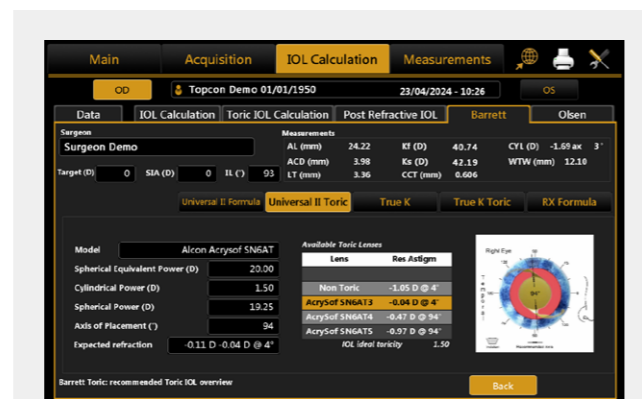 Main Acquisition IOL Calculation Measurements
OD Topcon Demo 01/01/1950 23/04/2024 - 10:26 OS
Data IOL Calculation Toric IOL Calculation Post Refractive IOL Barrett Olsen
Surgeon Measurements
Surgeon Demo AL (mm) 24.22 Kf (D) 40.74 CYL (D) -1.69 ax 3°
ACD (mm) 3.98 Ks (D) 42.19 WTW (mm) 12.10
Target (D) 0 SIA (D) 0 IL (°) 93 LT (mm) 3.36 CCT (mm) 0.606
Universal II Formula Universal II Toric True K True K Toric RX Formula
Model Alcon Acrysof SN6AT
Spherical Equivalent Power (D) 20.00
Cylindrical Power (D) 1.50
Spherical Power (D) 19.25
Axis of Placement (°) 94
Expected refraction -0.11 D -0.04 D @ 4°
Available Toric Lenses
Lens Res Astigm
Non Toric -1.05 D @ 4°
AcrySof SN6AT3 -0.04 D @ 4°
AcrySof SN6AT4 -0.47 D @ 94°
AcrySof SN6AT5 -0.97 D @ 94°
IOL ideal toricity 1.50
Right Eye
94°
Barrett Toric: recommended Toric IOL overview
Back